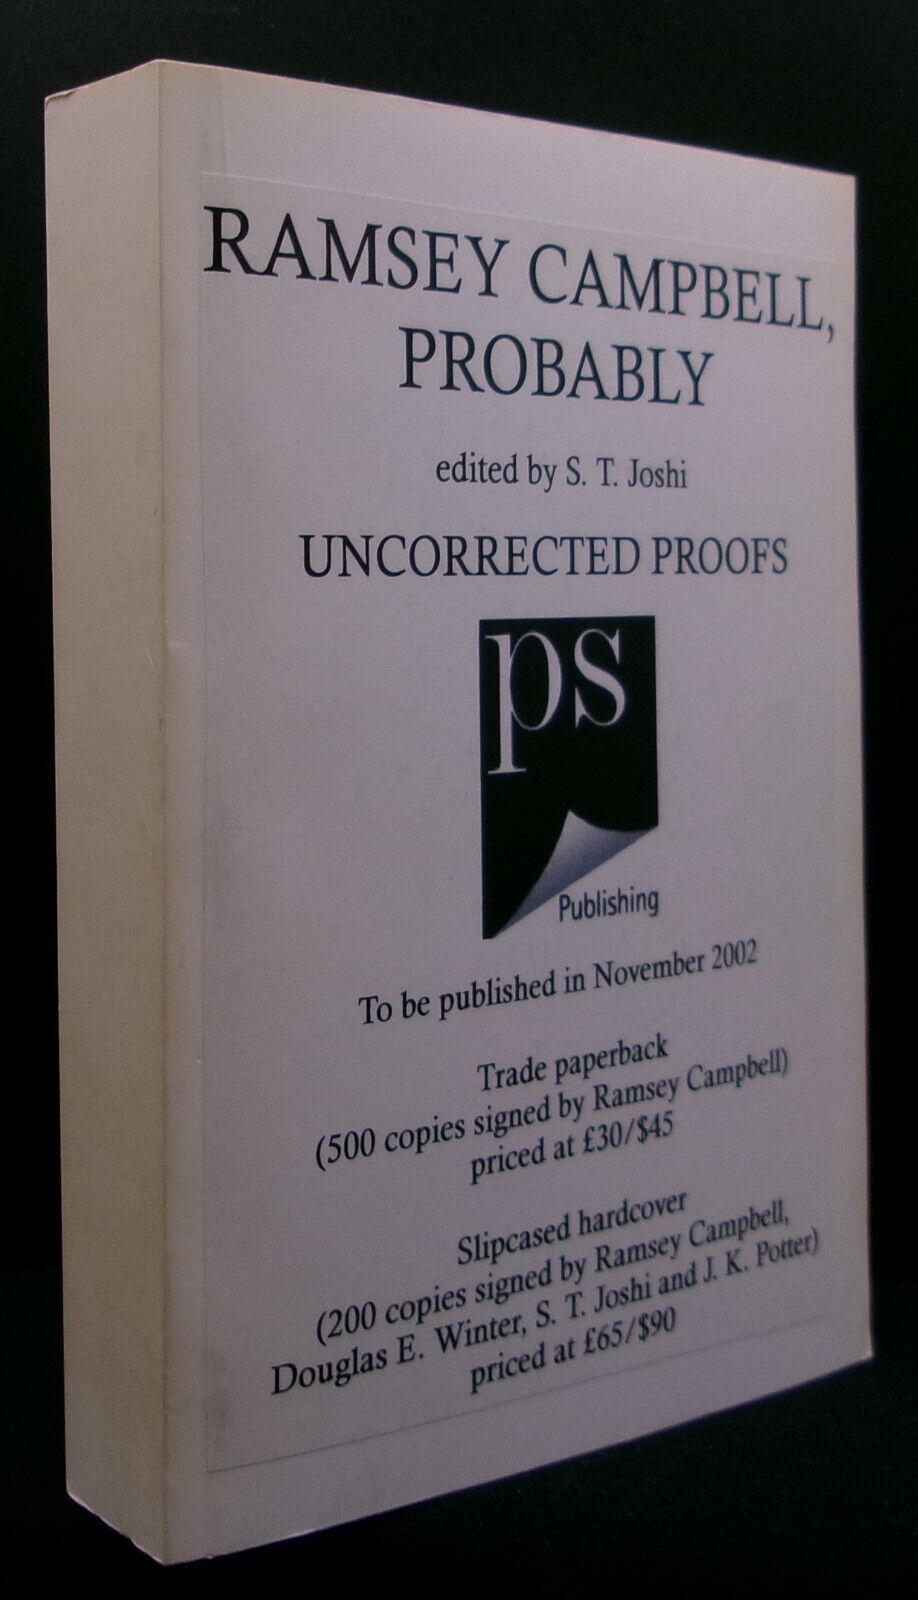 RAMSEY CAMPBELL,
PROBABLY
edited by S. T. Joshi
UNCORRECTED PROOFS
ps
Publishing
To be published in November 2002
Trade paperback
(500 copies signed by Ramsey Campbell)
priced at £30/$45
Slipcased hardcover
(200 copies signed by Ramsey Campbell,
Douglas E. Winter, S. T. Joshi and J. K. Potter)
priced at £65/$90